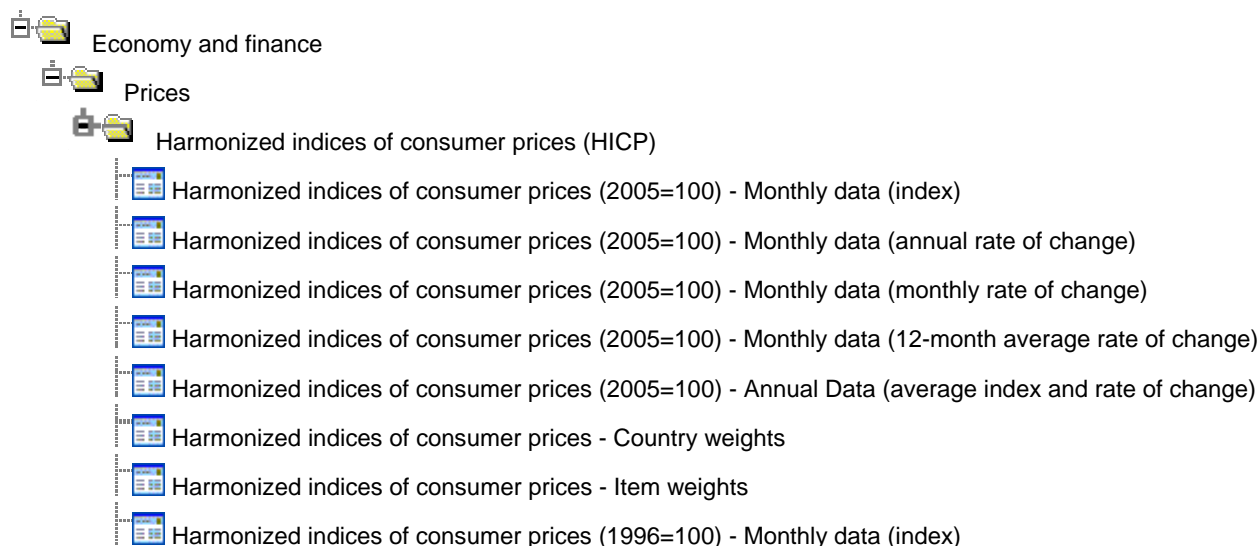 Economy and finance
Prices
Harmonized indices of consumer prices (HICP)
Harmonized indices of consumer prices (2005=100) - Monthly data (index)
Harmonized indices of consumer prices (2005=100) - Monthly data (annual rate of change)
Harmonized indices of consumer prices (2005=100) - Monthly data (monthly rate of change)
Harmonized indices of consumer prices (2005=100) - Monthly data (12-month average rate of change)
Harmonized indices of consumer prices (2005=100) - Annual Data (average index and rate of change)
Harmonized indices of consumer prices - Country weights
Harmonized indices of consumer prices - Item weights
Harmonized indices of consumer prices (1996=100) - Monthly data (index)